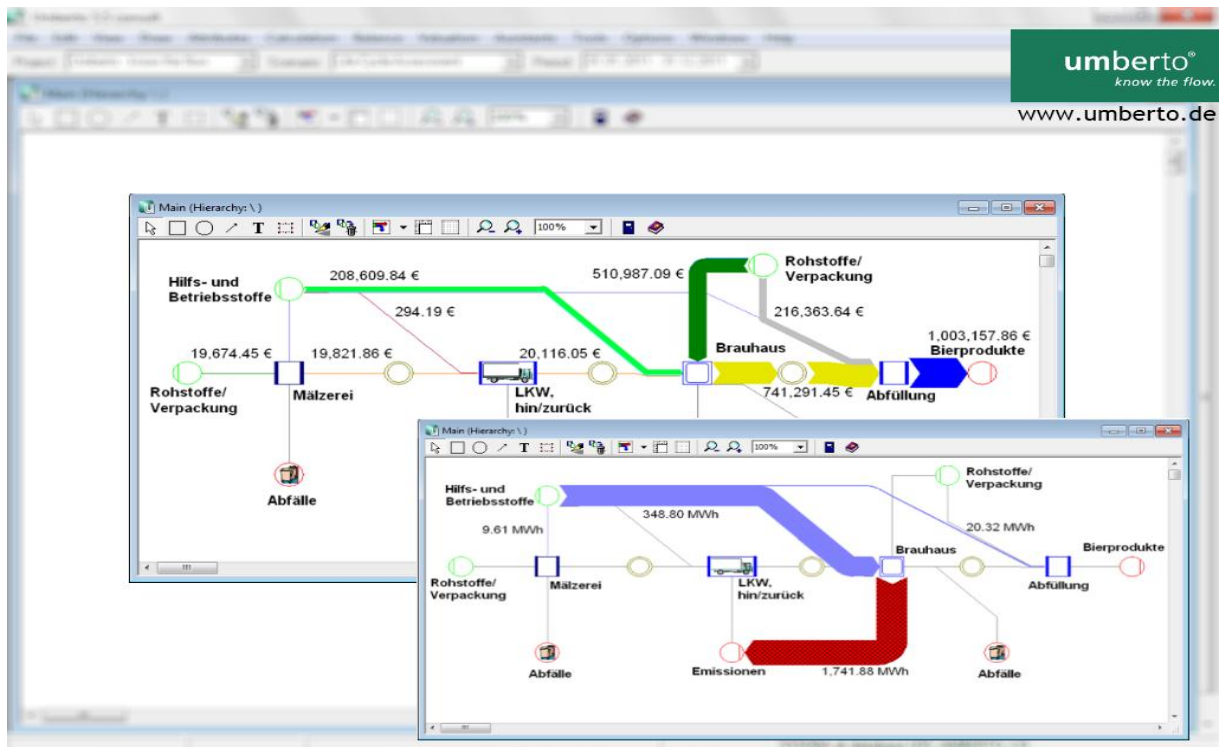 umberto®
know the flow.
www.umberto.de
Main (Hierarchy: \ )
T
100%
Hilfs- und
Betriebsstoffe
208,609.84 €
510,987.09 €
Rohstoffe/
Verpackung
294.19 €
216,363.64 €
19,674.45 €
19,821.86 €
20,116.05 €
Brauhaus
1,003,157.86 €
Bierprodukte
Rohstoffe/
Verpackung
Mälzerei
LKW,
hin/zurück
741,291.45 €
Abfüllung
Abfälle
Main (Hierarchy: \ )
T
100%
Hilfs- und
Betriebsstoffe
Rohstoffe/
Verpackung
9.61 MWh
348.80 MWh
20.32 MWh
Brauhaus
Bierprodukte
Rohstoffe/
Verpackung
Mälzerei
LKW,
hin/zurück
Abfüllung
Abfälle
Emissionen
1,741.88 MWh
Abfälle